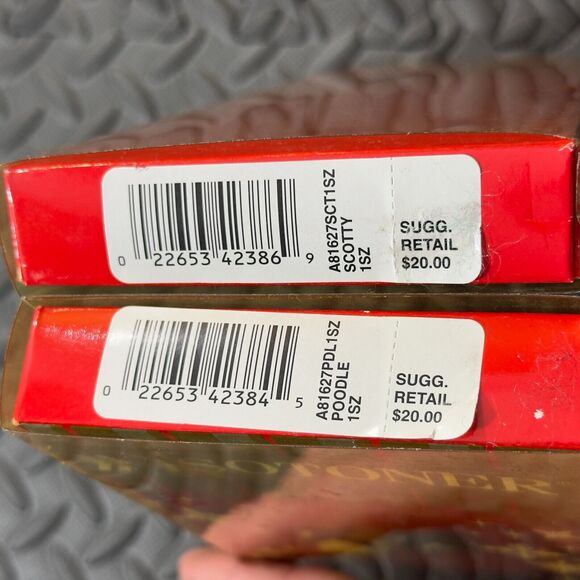 0 22653 42386 9
A81627SCT1SZ
SCOTTY
1SZ
SUGG.
RETAIL
$20.00
0 22653 42384 5
A81627PDL1SZ
POODLE
1SZ
SUGG.
RETAIL
$20.00
ISOTONER